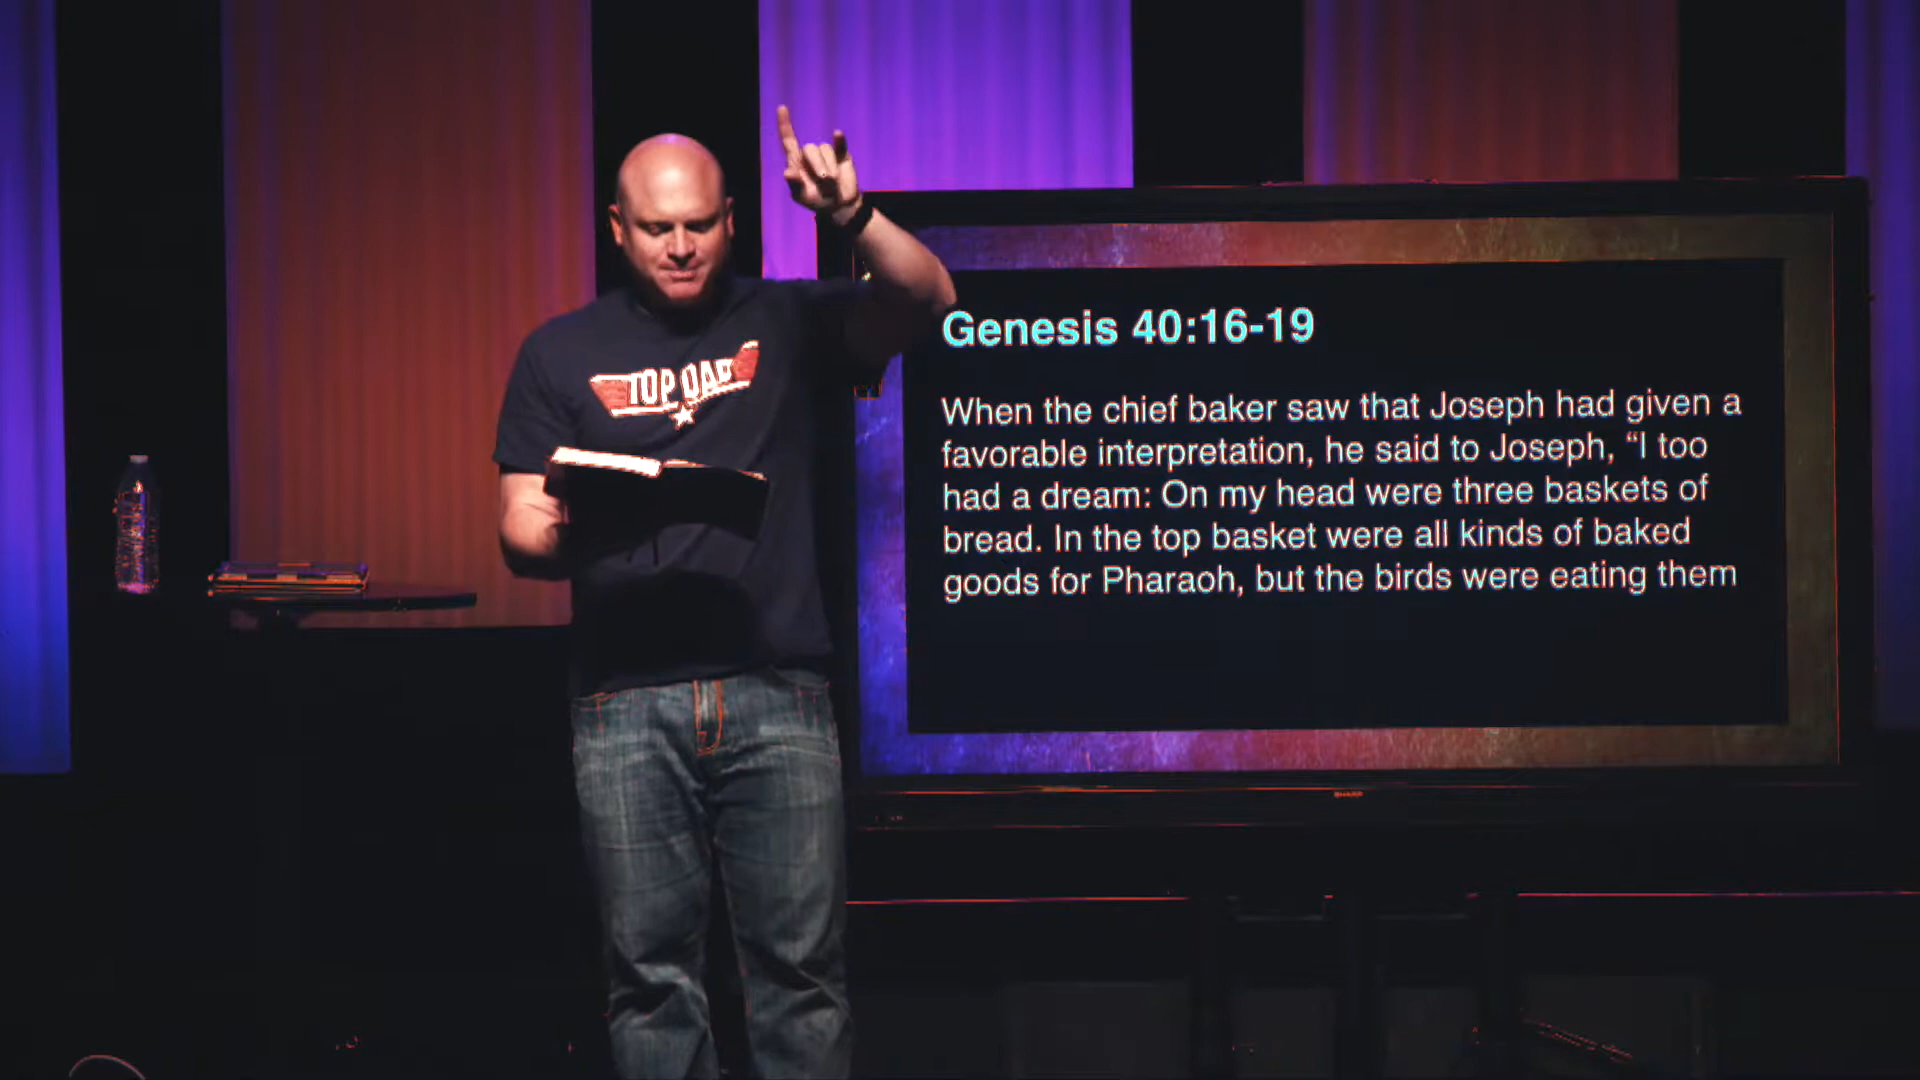 TOP DAD
Genesis 40:16-19
When the chief baker saw that Joseph had given a
favorable interpretation, he said to Joseph, “I too
had a dream: On my head were three baskets of
bread. In the top basket were all kinds of baked
goods for Pharaoh, but the birds were eating them